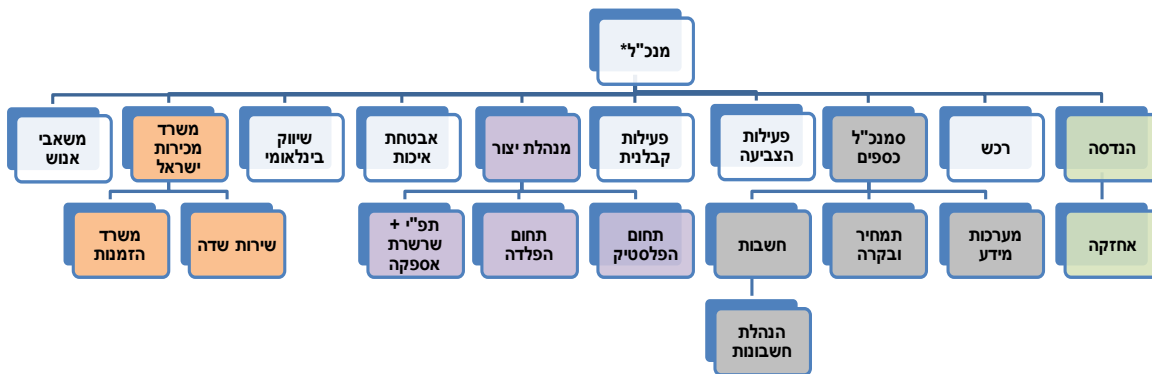 מנכ"ל*
הנדסה
רכש
סמנכ"ל
כספים
פעילות
הצביעה
פעילות
קבלנית
מנהלת יצור
אבטחת
איכות
שיווק
בינלאומי
משרד
מכירות
ישראל
משאבי
אנוש
אחזקה
מערכות
מידע
תמחיר
ובקרה
חשבות
תחום
הפלסטיק
תחום
הפלדה
תפ"י +
שרשרת
אספקה
שירות שדה
משרד
הזמנות
הנהלת
חשבונות